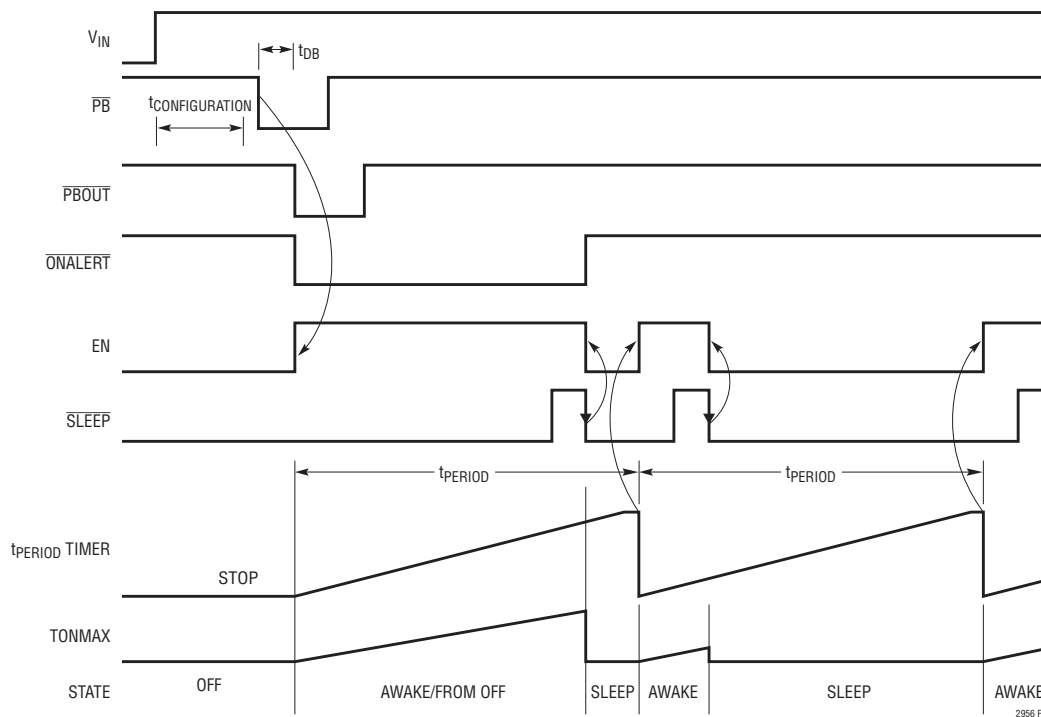 VIN
tDB
PB
tCONFIGURATION
PBOUT
ONALERT
EN
SLEEP
tPERIOD tPERIOD
tPERIOD TIMER
STOP
TONMAX
STATE OFF AWAKE/FROM OFF SLEEP AWAKE SLEEP AWAKE
2956 F